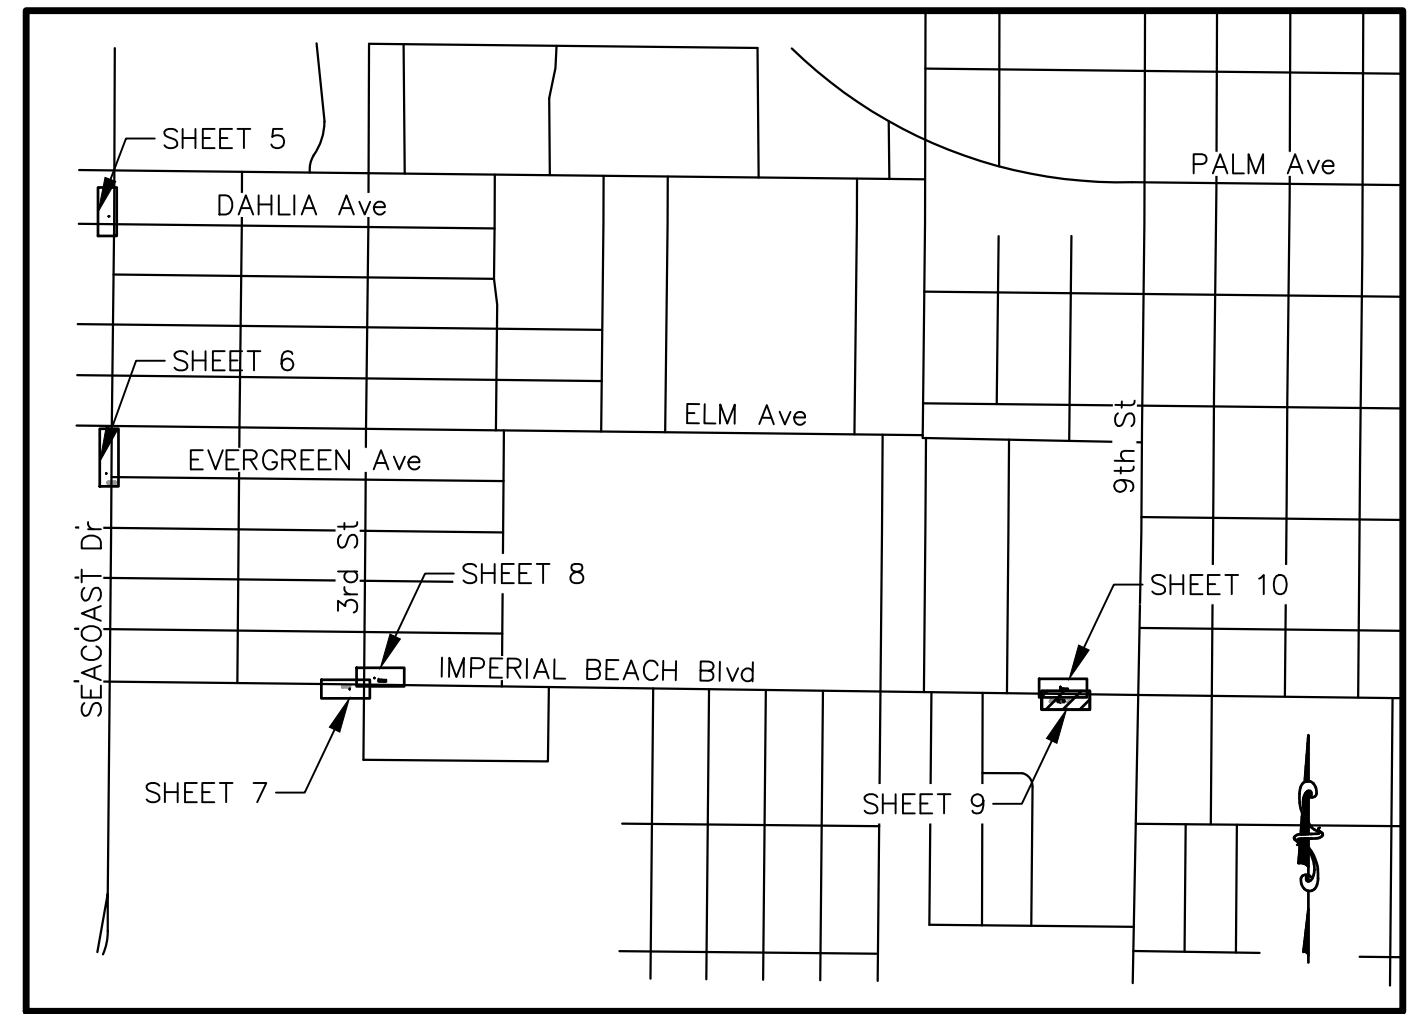 SHEET 5
PALM Ave
DAHLIA Ave
SHEET 6
ELM Ave
9th St
EVERGREEN Ave
SEACOAST Dr
3rd St
SHEET 8
SHEET 10
IMPERIAL BEACH Blvd
SHEET 7
SHEET 9